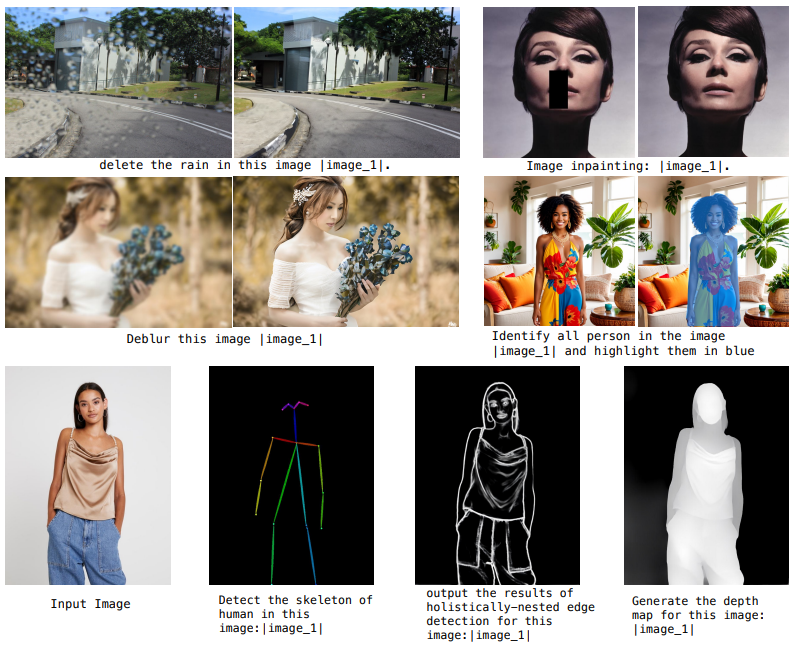 delete the rain in this image |image_1|.
Image inpainting: |image_1|.
Deblur this image |image_1|
Identify all person in the image
|image_1| and highlight them in blue
Input Image
Detect the skeleton of
human in this
image:|image_1|
output the results of
holistically-nested edge
detection for this
image:|image_1|
Generate the depth
map for this image:
|image_1|